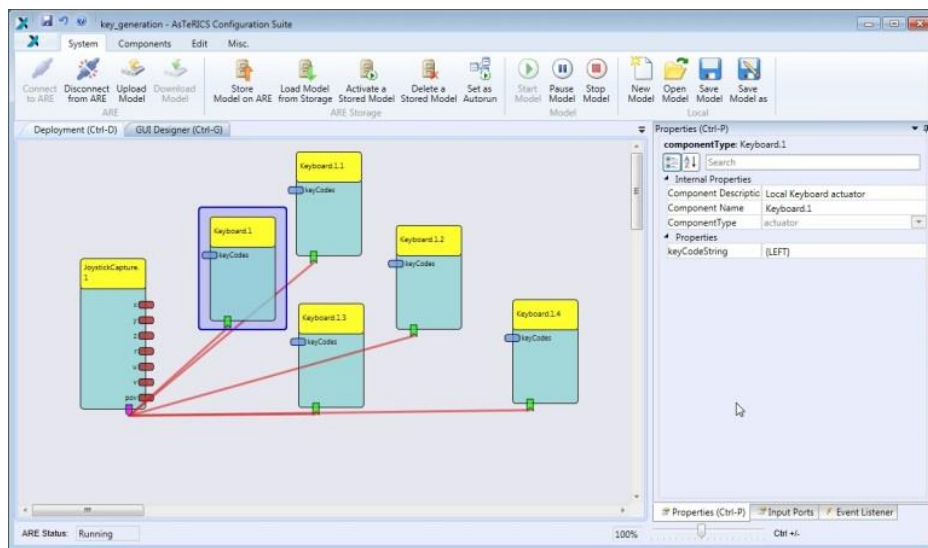 key_generation - AsTeRICS Configuration Suite
System Components Edit Misc.
Connect to ARE
Disconnect from ARE
Upload Model
Download Model
Store Model on ARE
Load Model from Storage
Activate a Stored Model
Delete a Stored Model
Set as Autorun
Start Model
Pause Model
Stop Model
New Model
Open Model
Save Model
Save Model as
ARE
ARE Storage
Model
Local
Deployment (Ctrl-D)
GUI Designer (Ctrl-G)
Keyboard.1.1
keyCodes
Keyboard.1
keyCodes
Keyboard.1.2
keyCodes
JoystickCapture.
1
x
y
z
r
u
v
pov
Keyboard.1.3
keyCodes
Keyboard.1.4
keyCodes
Properties (Ctrl-P)
componentType: Keyboard.1
Search
Internal Properties
Component Descriptic Local Keyboard actuator
Component Name Keyboard.1
ComponentType actuator
Properties
keyCodeString {LEFT}
Properties (Ctrl-P) Input Ports Event Listener
ARE Status: Running
100%
Ctrl +/-